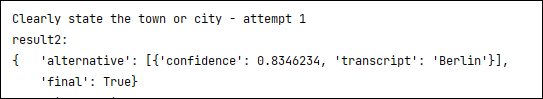 Clearly state the town or city - attempt 1
result2:
{   'alternative': [{'confidence': 0.8346234, 'transcript': 'Berlin'}],
    'final': True}